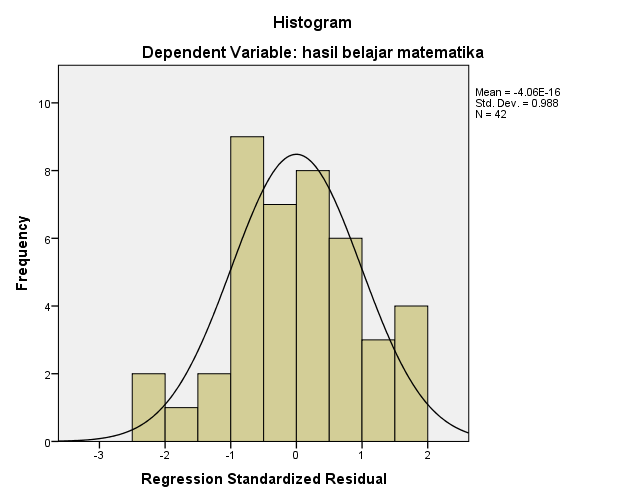 Histogram
Dependent Variable: hasil belajar matematika
Mean = -4.06E-16
Std. Dev. = 0.988
N = 42
Frequency
10
8
6
4
2
0
-3 -2 -1 0 1 2
Regression Standardized Residual